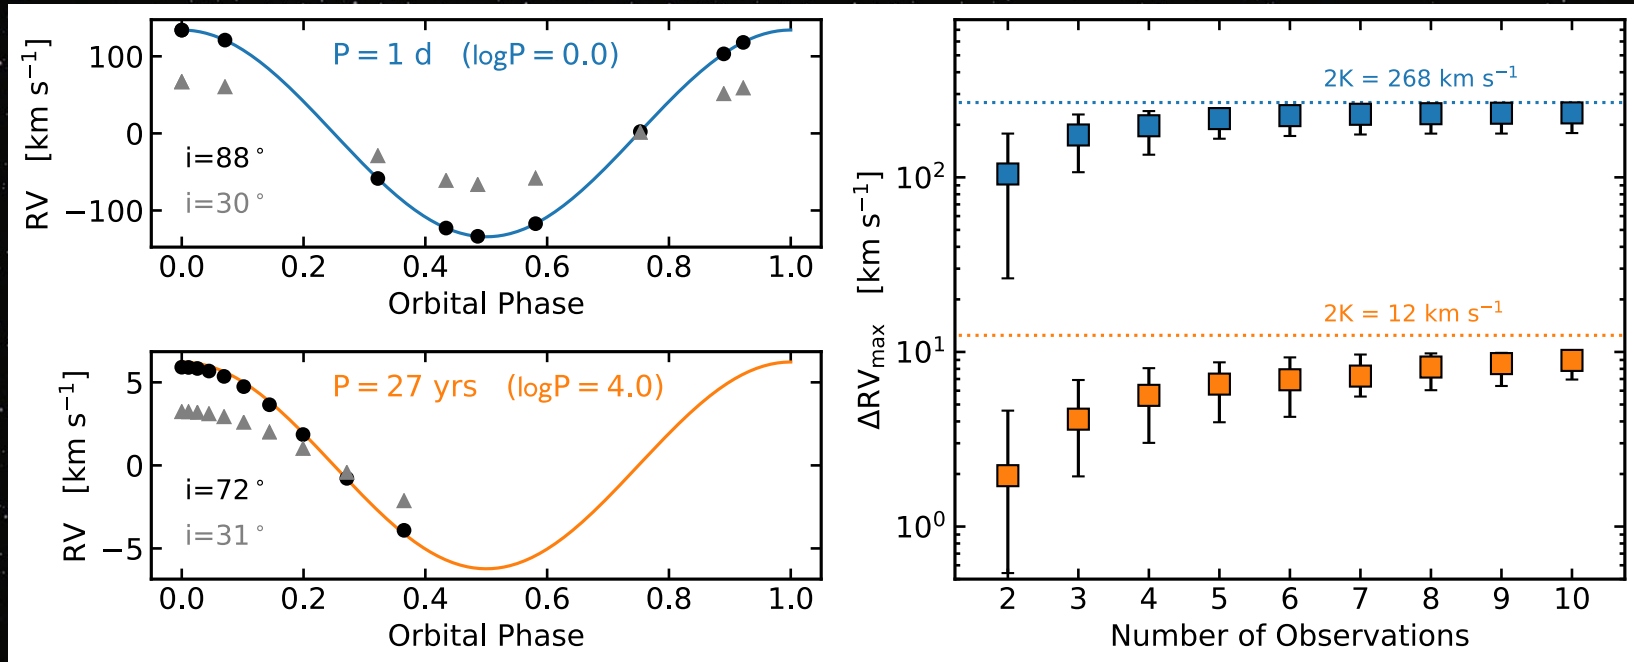 P = 1 d (logP = 0.0)
i=88°
i=30°
RV [km s⁻¹]
100
0
−100
0.0 0.2 0.4 0.6 0.8 1.0
Orbital Phase
P = 27 yrs (logP = 4.0)
i=72°
i=31°
RV [km s⁻¹]
5
0
−5
0.0 0.2 0.4 0.6 0.8 1.0
Orbital Phase
2K = 268 km s⁻¹
2K = 12 km s⁻¹
ΔRVmax [km s⁻¹]
10²
10¹
10⁰
2 3 4 5 6 7 8 9 10
Number of Observations